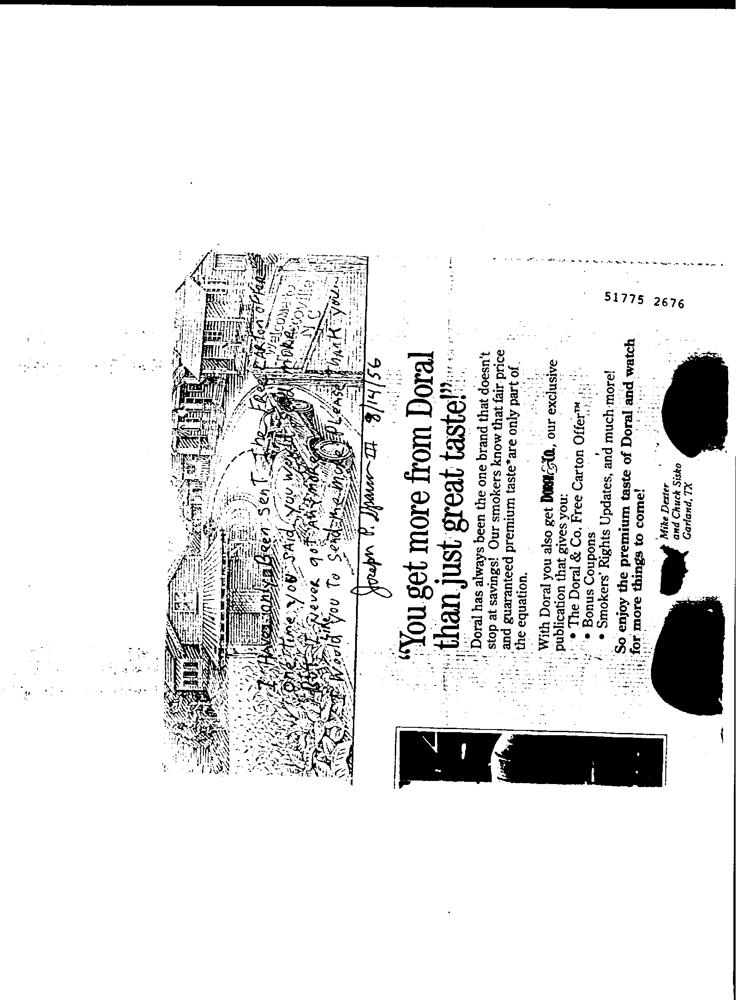 I Haven only Been sent The Free CARTON offer
one time you SAid you would send more
But I Never got Any more
I Would Like you To Send me more PLease Thank you
Welcome to
N C
Joseph P. III 8/14/96
"You get more from Doral
than just great taste!"
Doral has always been the one brand that doesn't
stop at savings! Our smokers know that fair price
and guaranteed premium taste*are only part of
the equation.
With Doral you also get DORAL & CO., our exclusive
publication that gives you:
• The Doral & Co. Free Carton Offer™
• Bonus Coupons
• Smokers' Rights Updates, and much more!
So enjoy the premium taste of Doral and watch
for more things to come!
Mike Dexter
and Chuck Sisko
Garland, TX
51775 2676